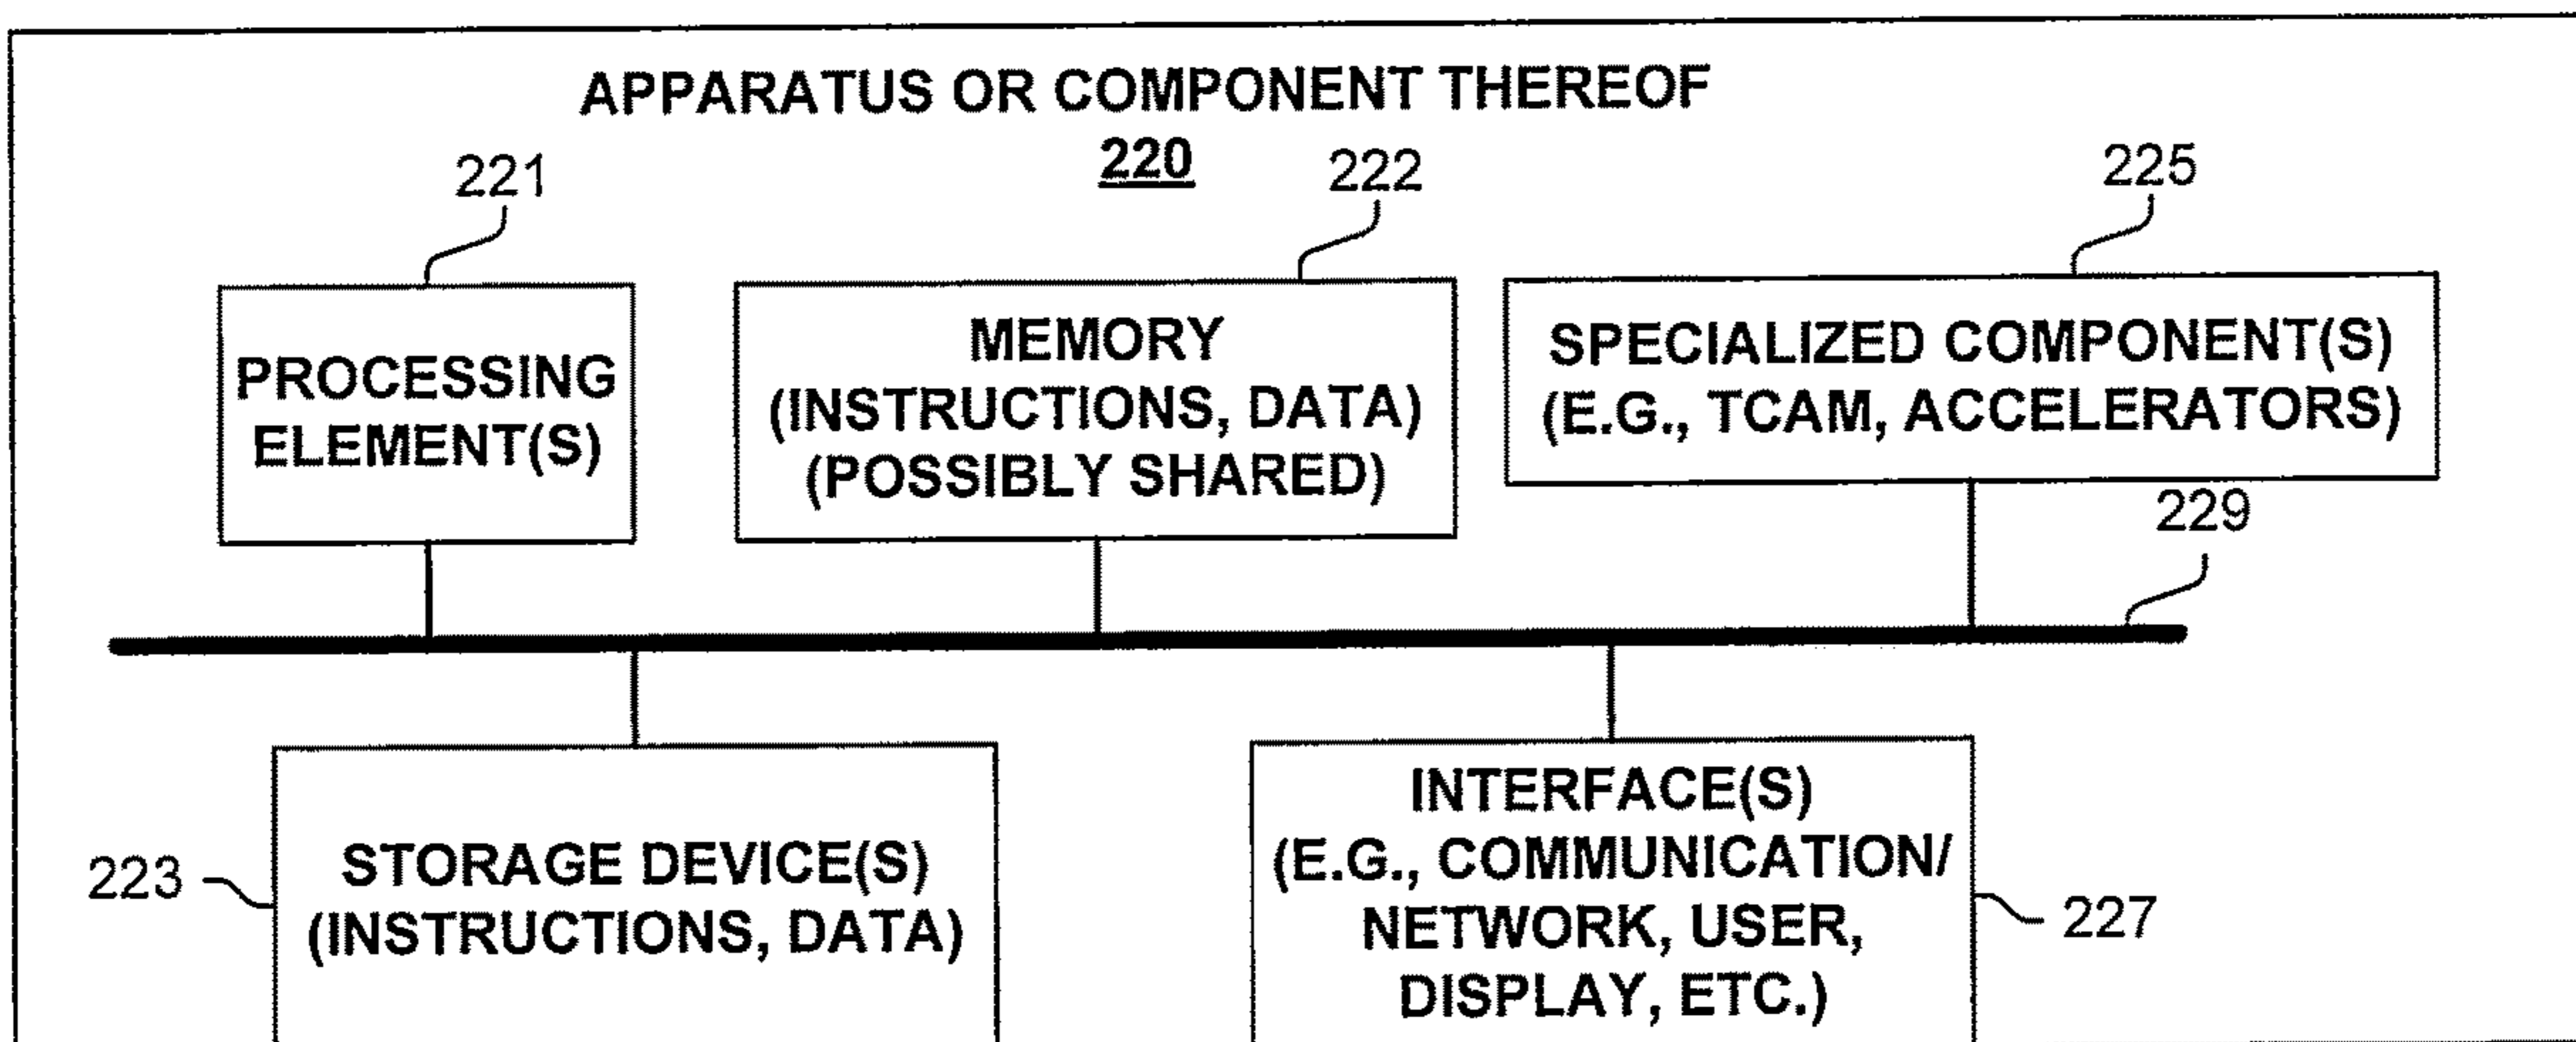 APPARATUS OR COMPONENT THEREOF
220
221
222
225
PROCESSING
ELEMENT(S)
MEMORY
(INSTRUCTIONS, DATA)
(POSSIBLY SHARED)
SPECIALIZED COMPONENT(S)
(E.G., TCAM, ACCELERATORS)
229
223
STORAGE DEVICE(S)
(INSTRUCTIONS, DATA)
INTERFACE(S)
(E.G., COMMUNICATION/
NETWORK, USER,
DISPLAY, ETC.)
227